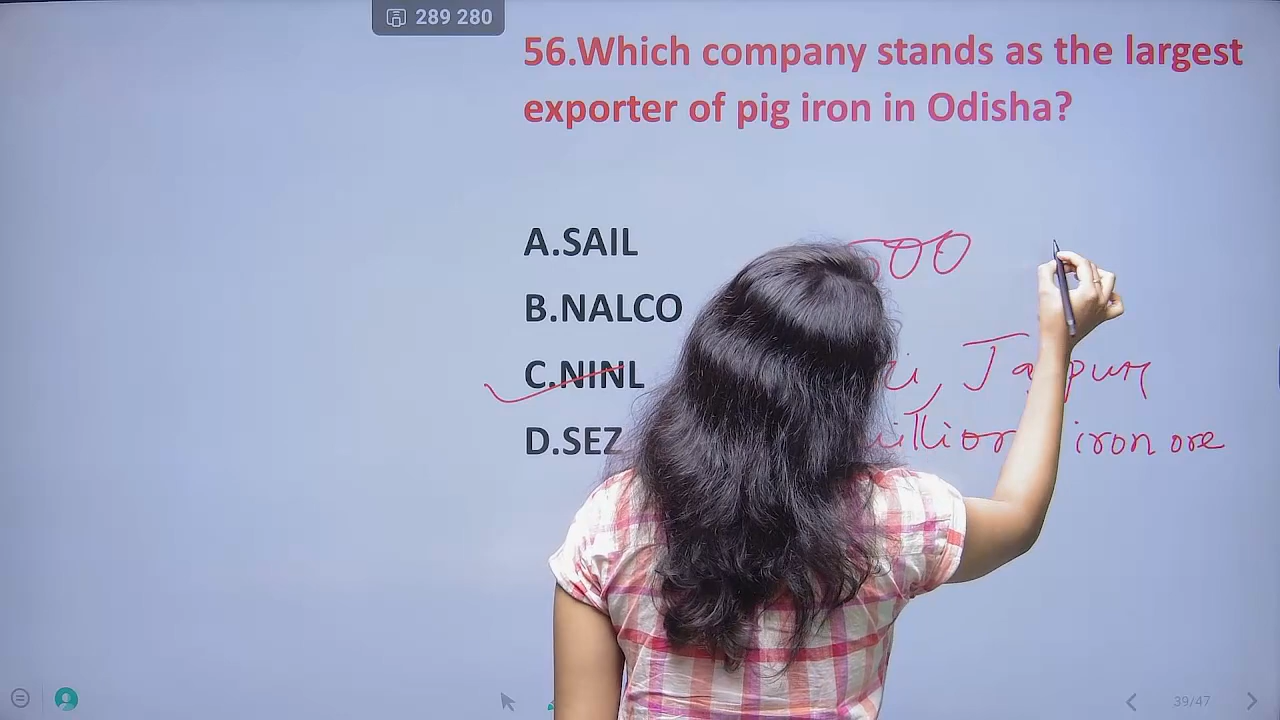 289 280
56.Which company stands as the largest
exporter of pig iron in Odisha?
A.SAIL
500
B.NALCO
C.NINL
D.SEZ
iron ore
39/47